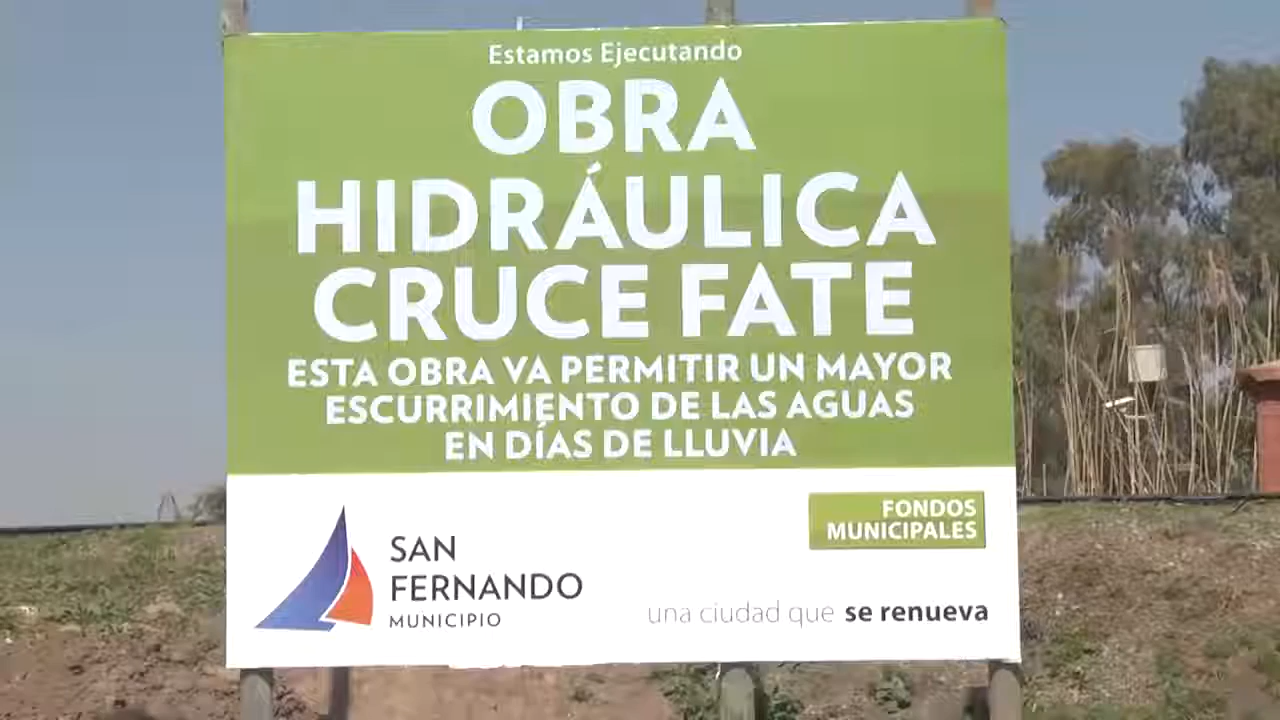 Estamos Ejecutando
OBRA
HIDRÁULICA
CRUCE FATE
ESTA OBRA VA PERMITIR UN MAYOR
ESCURRIMIENTO DE LAS AGUAS
EN DÍAS DE LLUVIA
FONDOS
MUNICIPALES
SAN
FERNANDO
MUNICIPIO
una ciudad que se renueva